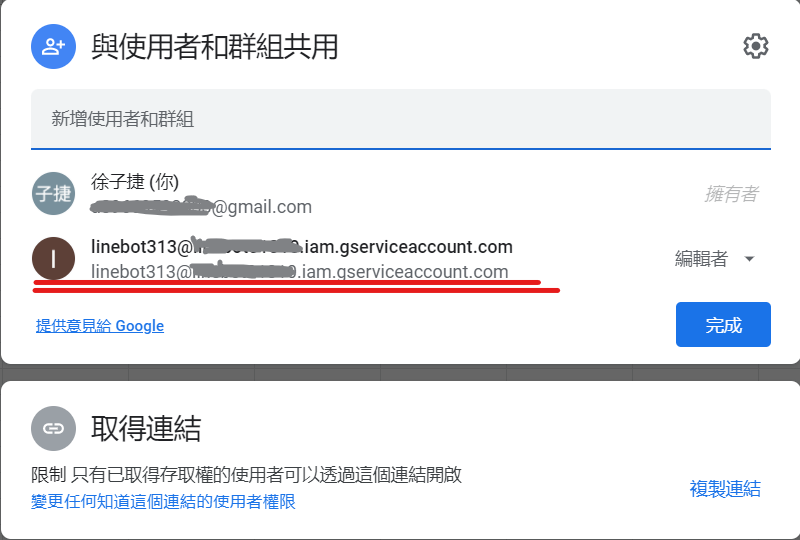 與使用者和群組共用
新增使用者和群組
子捷
徐子捷 (你)
@gmail.com
擁有者
I
linebot313@ .iam.gserviceaccount.com
linebot313@ .iam.gserviceaccount.com
編輯者
提供意見給 Google
完成
取得連結
限制 只有已取得存取權的使用者可以透過這個連結開啟
變更任何知道這個連結的使用者權限
複製連結